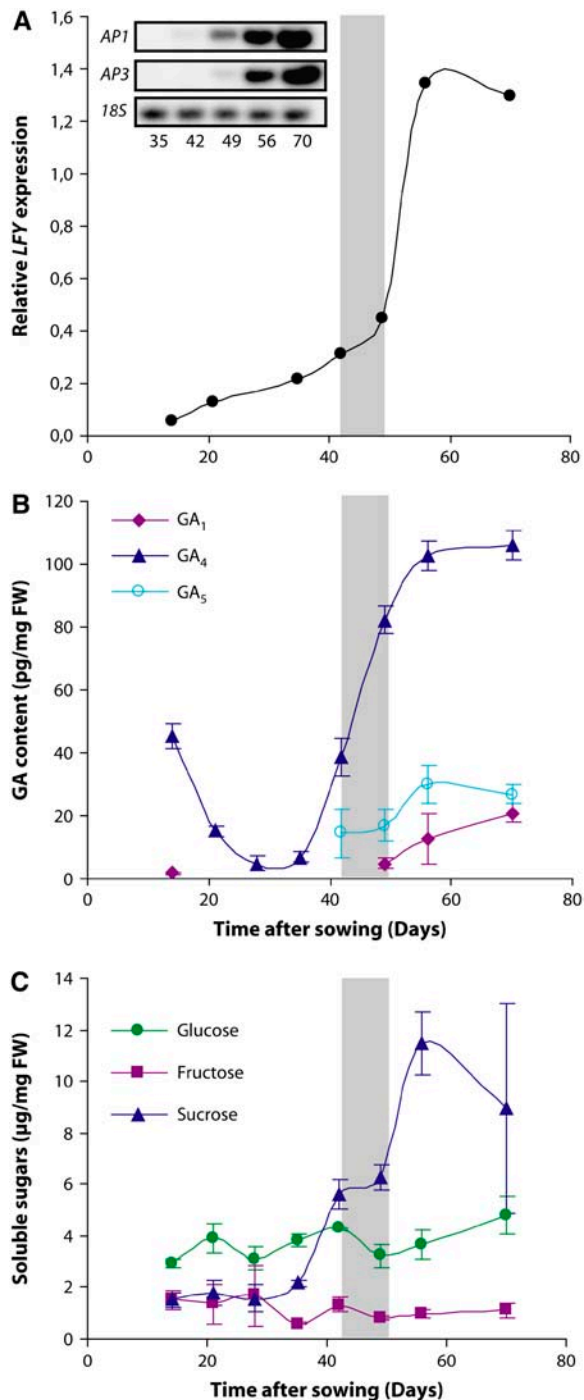 A
AP1
AP3
18S
35 42 49 56 70
Relative LFY expression
1,6
1,4
1,2
1,0
0,8
0,6
0,4
0,2
0,0
0 20 40 60 80
B
GA1
GA4
GA5
GA content (pg/mg FW)
120
100
80
60
40
20
0
0 20 40 60 80
Time after sowing (Days)
C
Glucose
Fructose
Sucrose
Soluble sugars (µg/mg FW)
14
12
10
8
6
4
2
0
0 20 40 60 80
Time after sowing (Days)